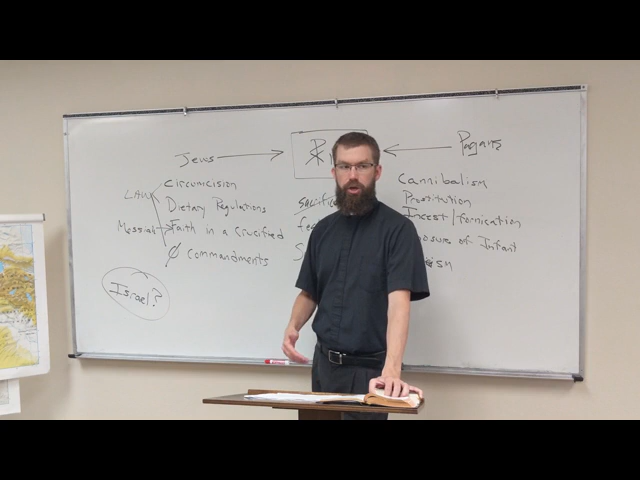 Jews
Pagans
LAW
Circumcision
Dietary Regulations
Messiah
Faith in a Crucified
Commandments
Israel?
Cannibalism
Prostitution
Incest/fornication
of Infant